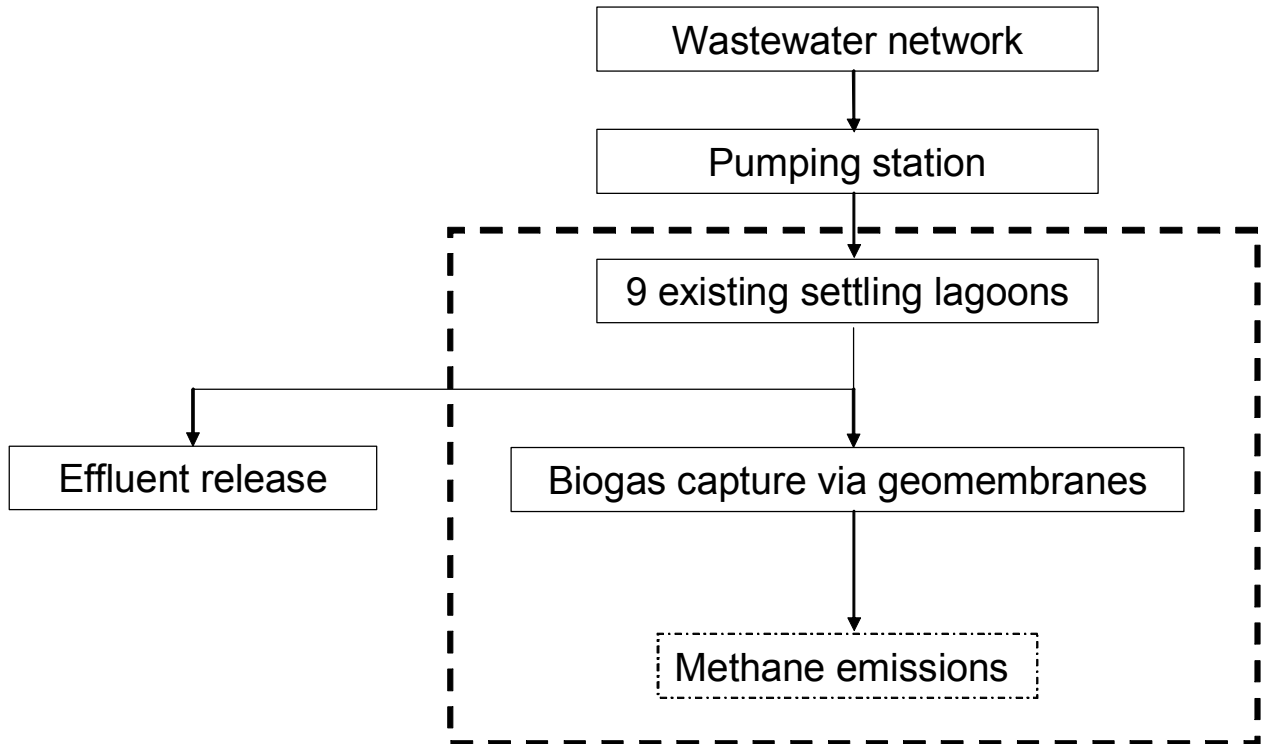 Wastewater network
Pumping station
9 existing settling lagoons
Effluent release
Biogas capture via geomembranes
Methane emissions